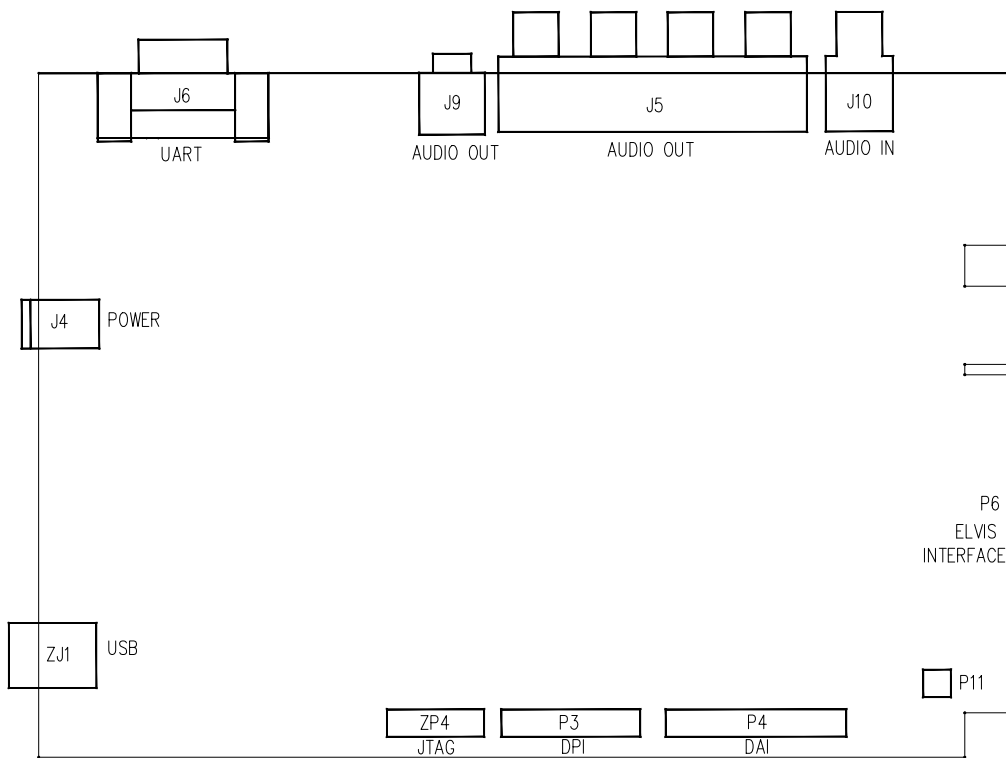 J6
UART
J9
AUDIO OUT
J5
AUDIO OUT
J10
AUDIO IN
J4
POWER
P6
ELVIS
INTERFACE
ZJ1
USB
P11
ZP4
JTAG
P3
DPI
P4
DAI